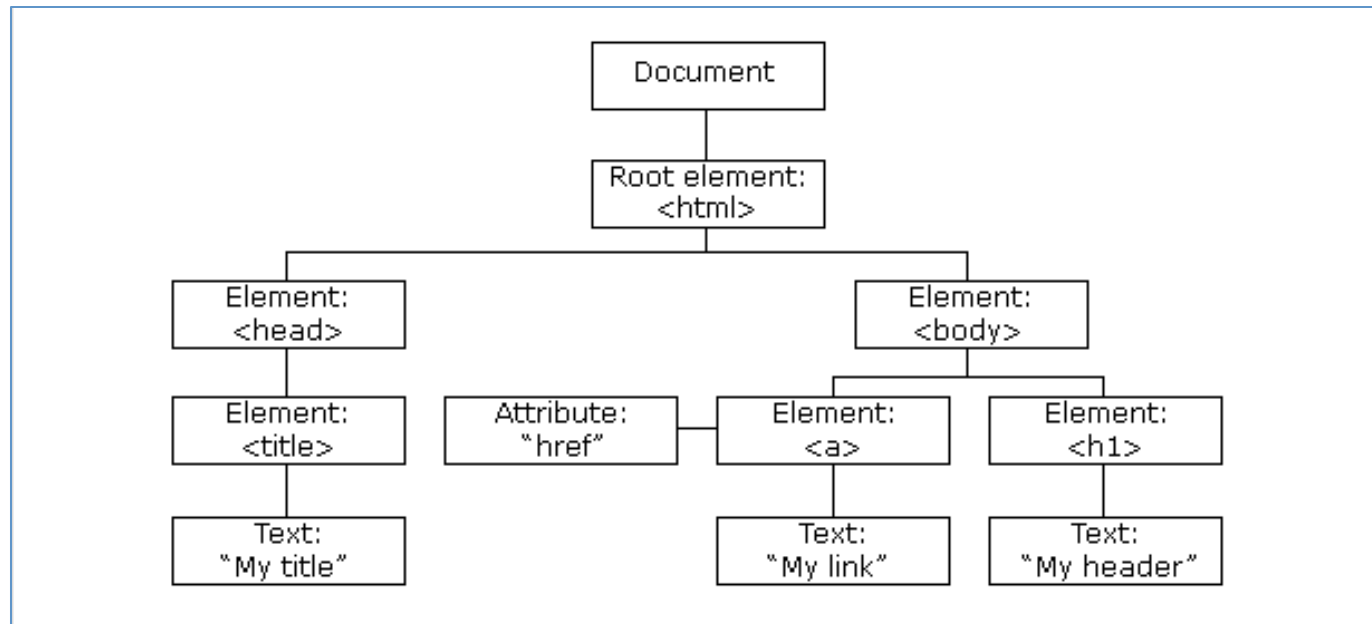 Document
Root element:
<html>
Element:
<head>
Element:
<body>
Element:
<title>
Attribute:
“href”
Element:
<a>
Element:
<h1>
Text:
“My title”
Text:
“My link”
Text:
“My header”